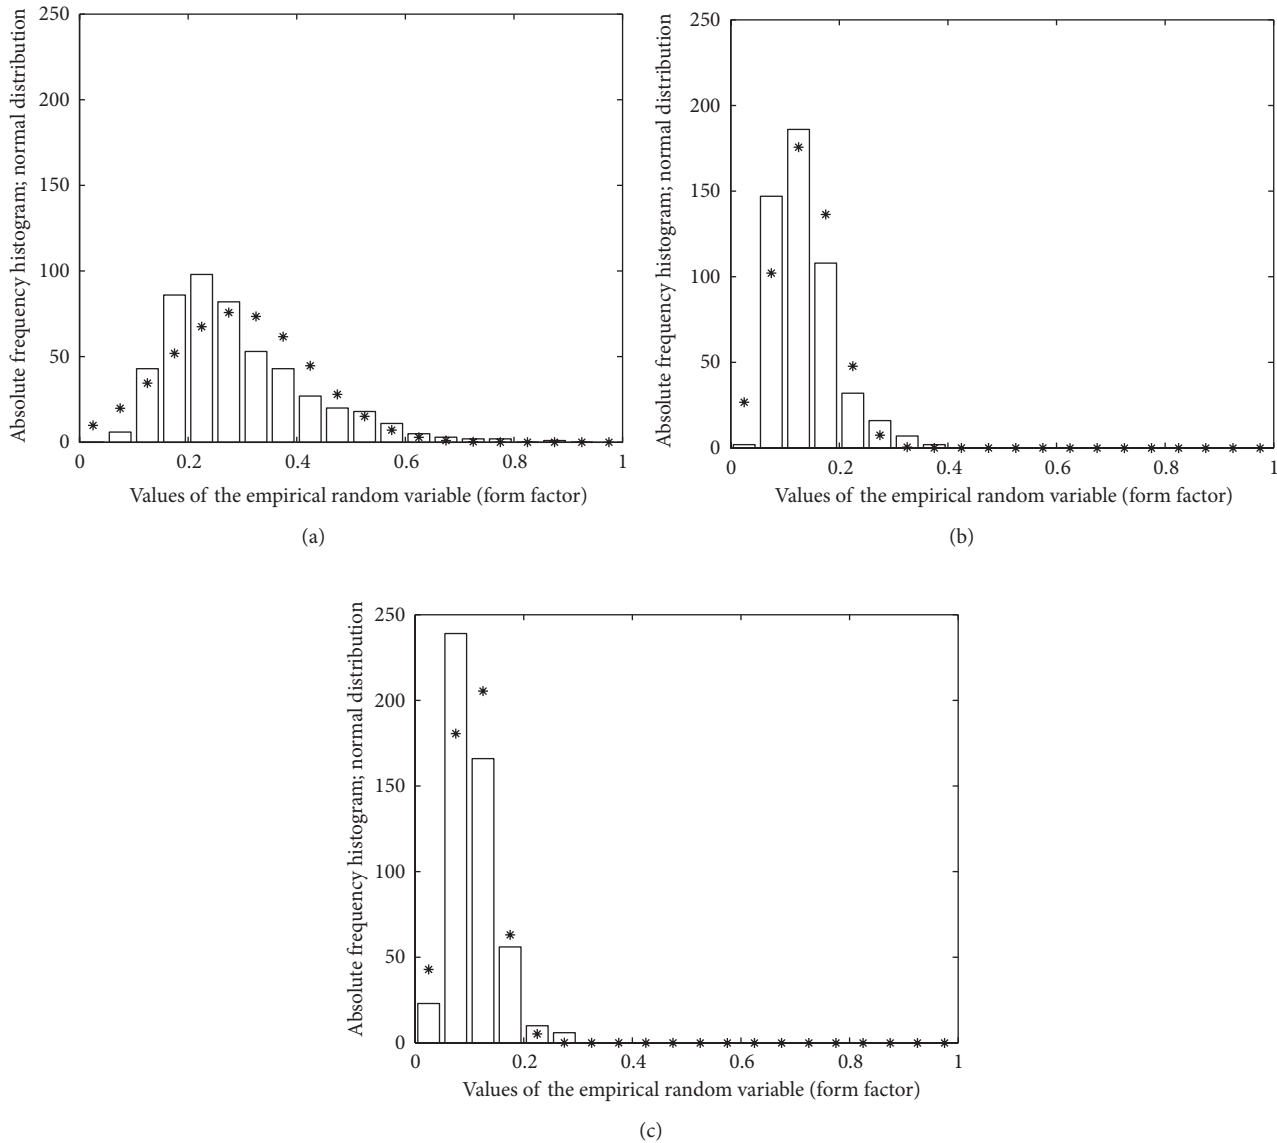 Absolute frequency histogram; normal distribution
250
200
150
100
50
0
0 0.2 0.4 0.6 0.8 1
Values of the empirical random variable (form factor)
(a)
Absolute frequency histogram; normal distribution
250
200
150
100
50
0
0 0.2 0.4 0.6 0.8 1
Values of the empirical random variable (form factor)
(b)
Absolute frequency histogram; normal distribution
250
200
150
100
50
0
0 0.2 0.4 0.6 0.8 1
Values of the empirical random variable (form factor)
(c)